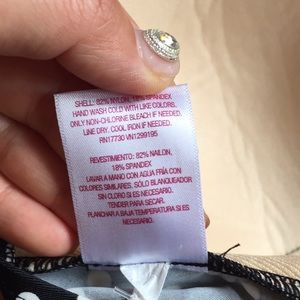 SHELL: 82% NYLON, 18% SPANDEX
HAND WASH COLD WITH LIKE COLORS,
ONLY NON-CHLORINE BLEACH IF NEEDED.
LINE DRY. COOL IRON IF NEEDED.
RN17730 VN1299195
REVESTIMIENTO: 82% NAILON,
18% SPANDEX
LAVAR A MANO CON AGUA FRÍA CON
COLORES SIMILARES. SÓLO BLANQUEADOR
SIN CLORO SI ES NECESARIO.
TENDER PARA SECAR.
PLANCHAR A BAJA TEMPERATURA SI ES
NECESARIO.